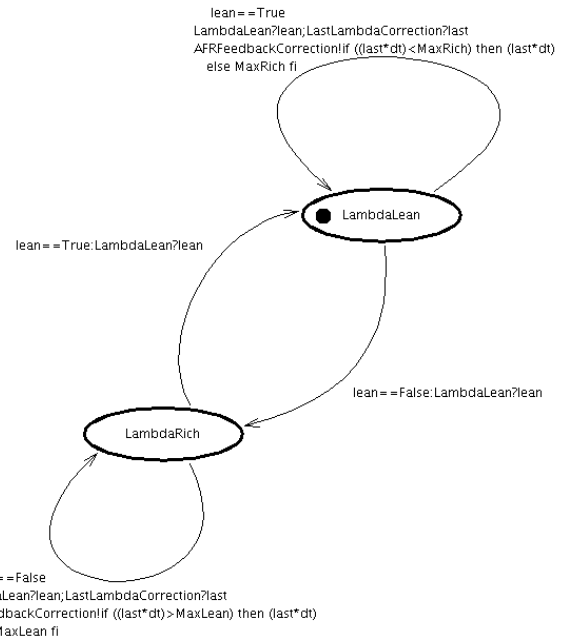 lean==True
LambdaLean?lean;LastLambdaCorrection?last
AFRFeedbackCorrection!if ((last*dt)<MaxRich) then (last*dt)
else MaxRich fi
LambdaLean
lean==True:LambdaLean?lean
lean==False:LambdaLean?lean
LambdaRich
==False
aLean?lean;LastLambdaCorrection?last
edbackCorrection!if ((last*dt)>MaxLean) then (last*dt)
MaxLean fi